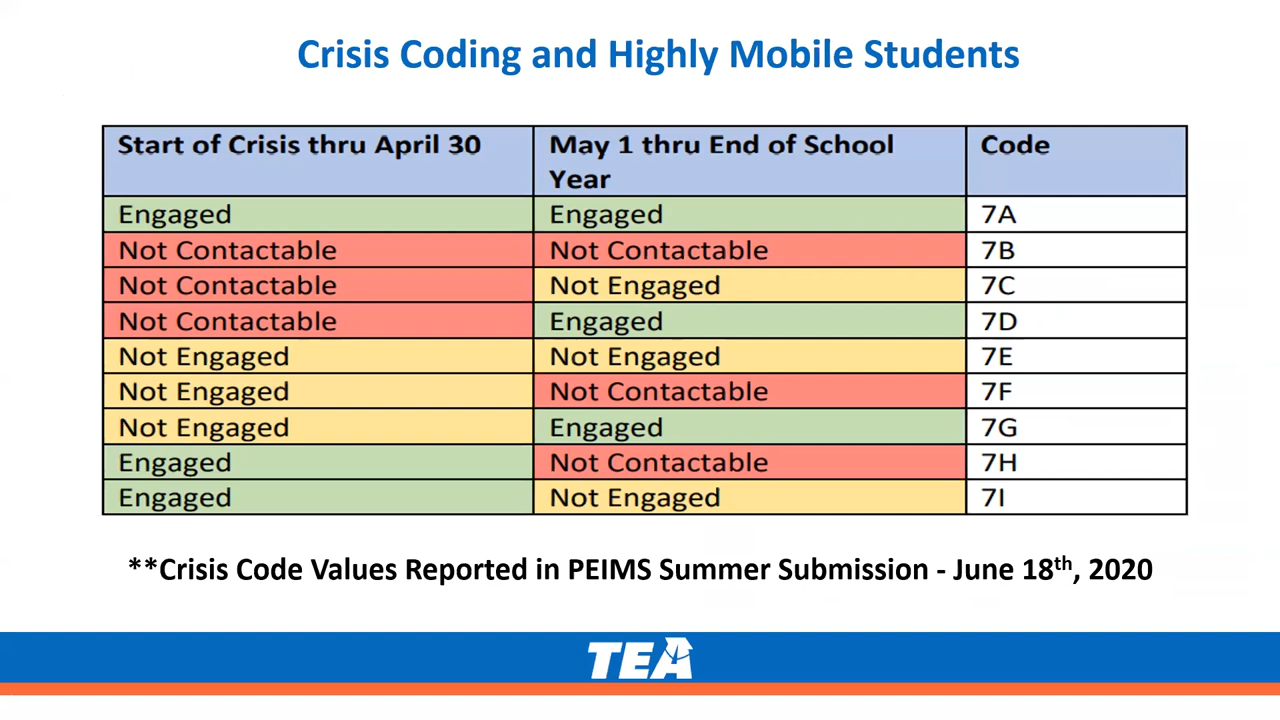 Crisis Coding and Highly Mobile Students
Start of Crisis thru April 30 May 1 thru End of School Year Code
Engaged Engaged 7A
Not Contactable Not Contactable 7B
Not Contactable Not Engaged 7C
Not Contactable Engaged 7D
Not Engaged Not Engaged 7E
Not Engaged Not Contactable 7F
Not Engaged Engaged 7G
Engaged Not Contactable 7H
Engaged Not Engaged 7I
**Crisis Code Values Reported in PEIMS Summer Submission - June 18th, 2020
TEA